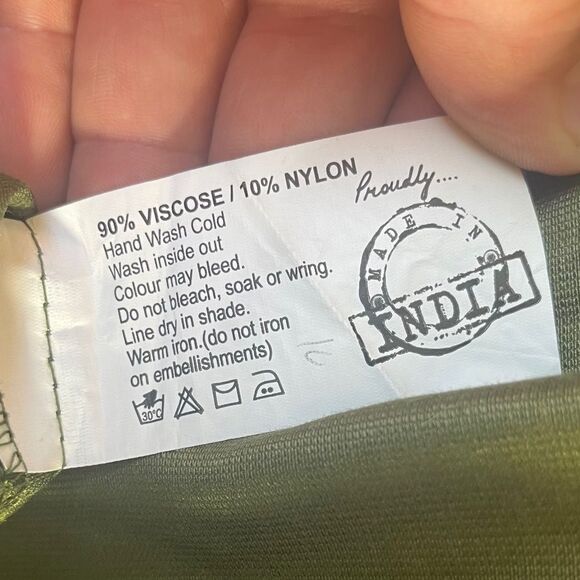 90% VISCOSE / 10% NYLON
Hand Wash Cold
Wash inside out
Colour may bleed.
Do not bleach, soak or wring.
Line dry in shade.
Warm iron.(do not iron
on embellishments)
30°C
Proudly....
MADE IN
INDIA